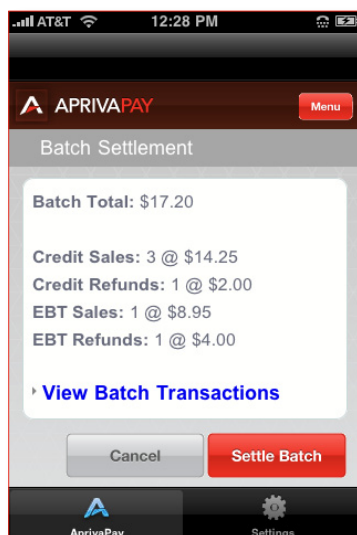 AT&T 12:28 PM
APRIVAPAY Menu
Batch Settlement
Batch Total: $17.20
Credit Sales: 3 @ $14.25
Credit Refunds: 1 @ $2.00
EBT Sales: 1 @ $8.95
EBT Refunds: 1 @ $4.00
View Batch Transactions
Cancel Settle Batch
AprivaPay Settings